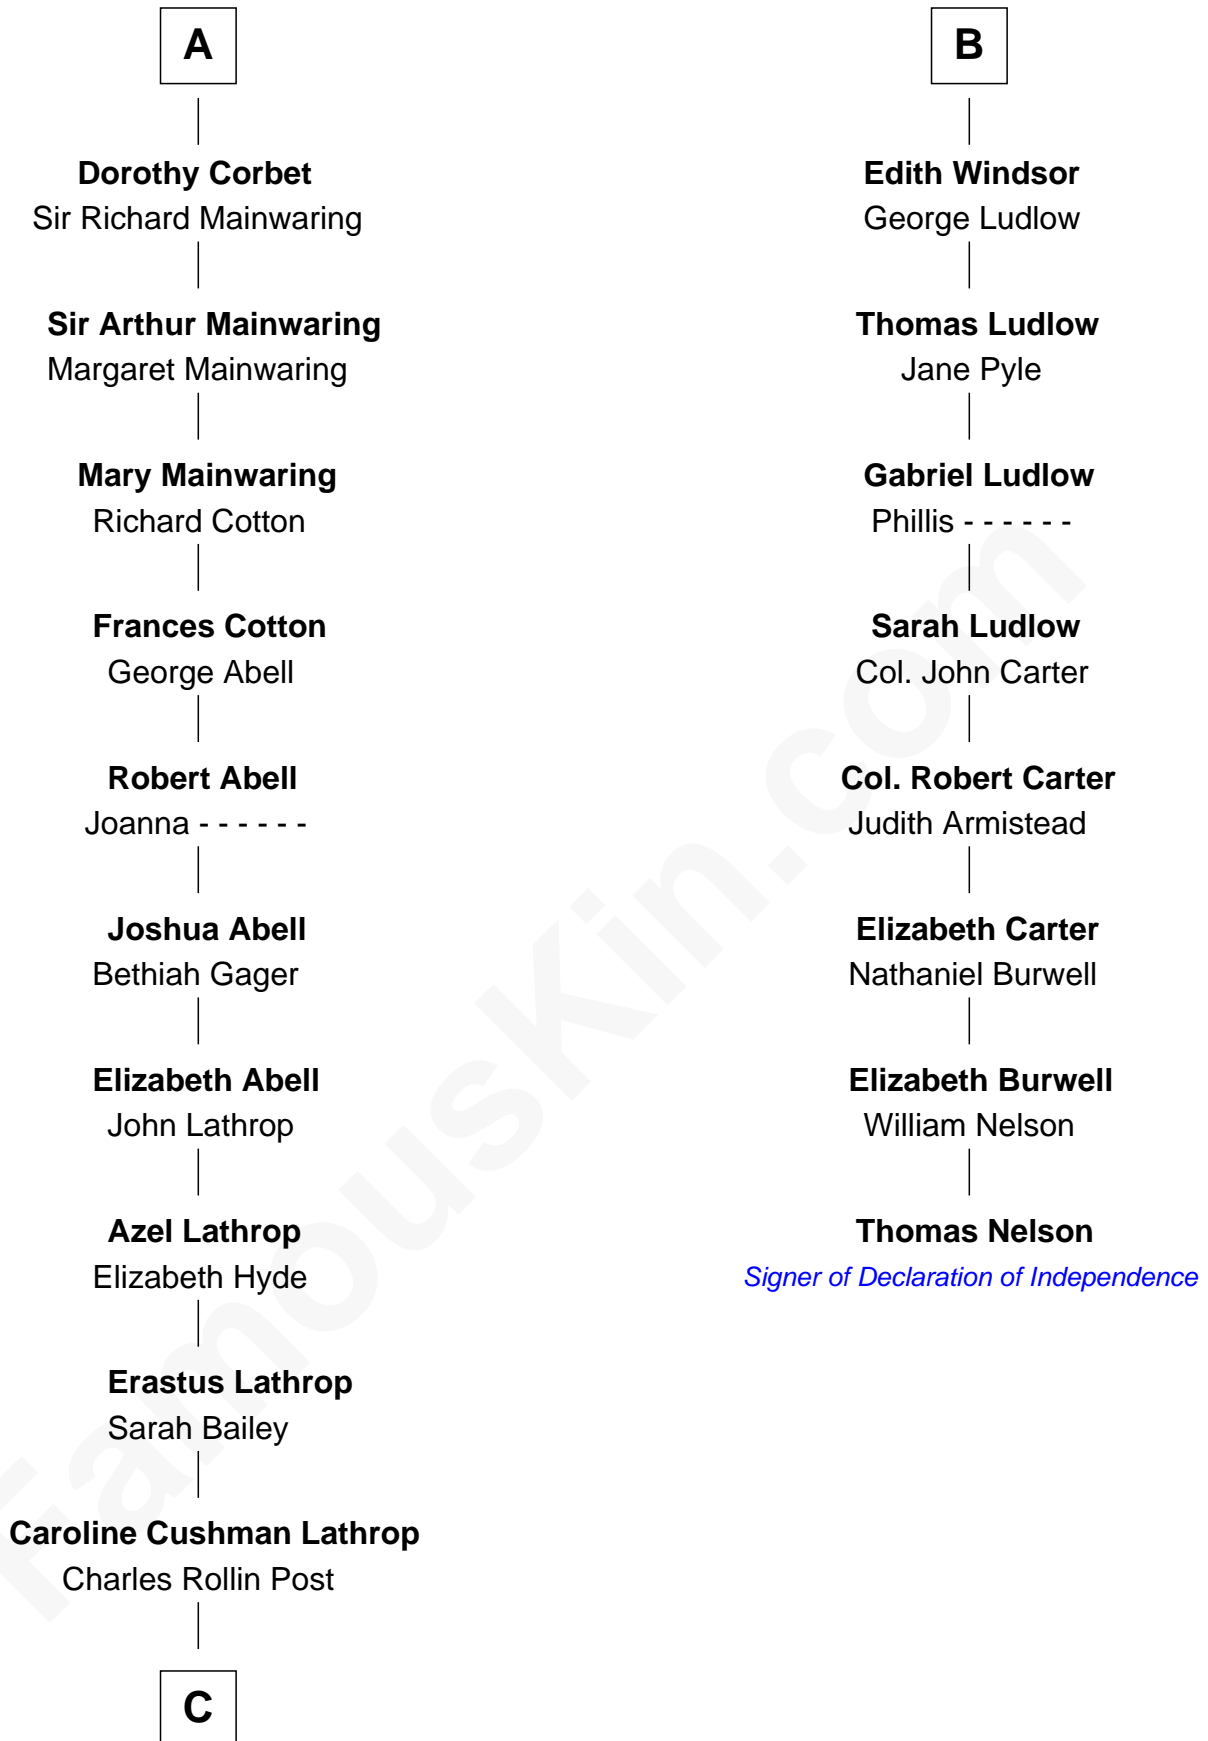 A
Dorothy Corbet
Sir Richard Mainwaring
Sir Arthur Mainwaring
Margaret Mainwaring
Mary Mainwaring
Richard Cotton
Frances Cotton
George Abell
Robert Abell
Joanna - - - - - -
Joshua Abell
Bethiah Gager
Elizabeth Abell
John Lathrop
Azel Lathrop
Elizabeth Hyde
Erastus Lathrop
Sarah Bailey
Caroline Cushman Lathrop
Charles Rollin Post
C
B
Edith Windsor
George Ludlow
Thomas Ludlow
Jane Pyle
Gabriel Ludlow
Phillis - - - - - -
Sarah Ludlow
Col. John Carter
Col. Robert Carter
Judith Armistead
Elizabeth Carter
Nathaniel Burwell
Elizabeth Burwell
William Nelson
Thomas Nelson
Signer of Declaration of Independence
FamousKin.com